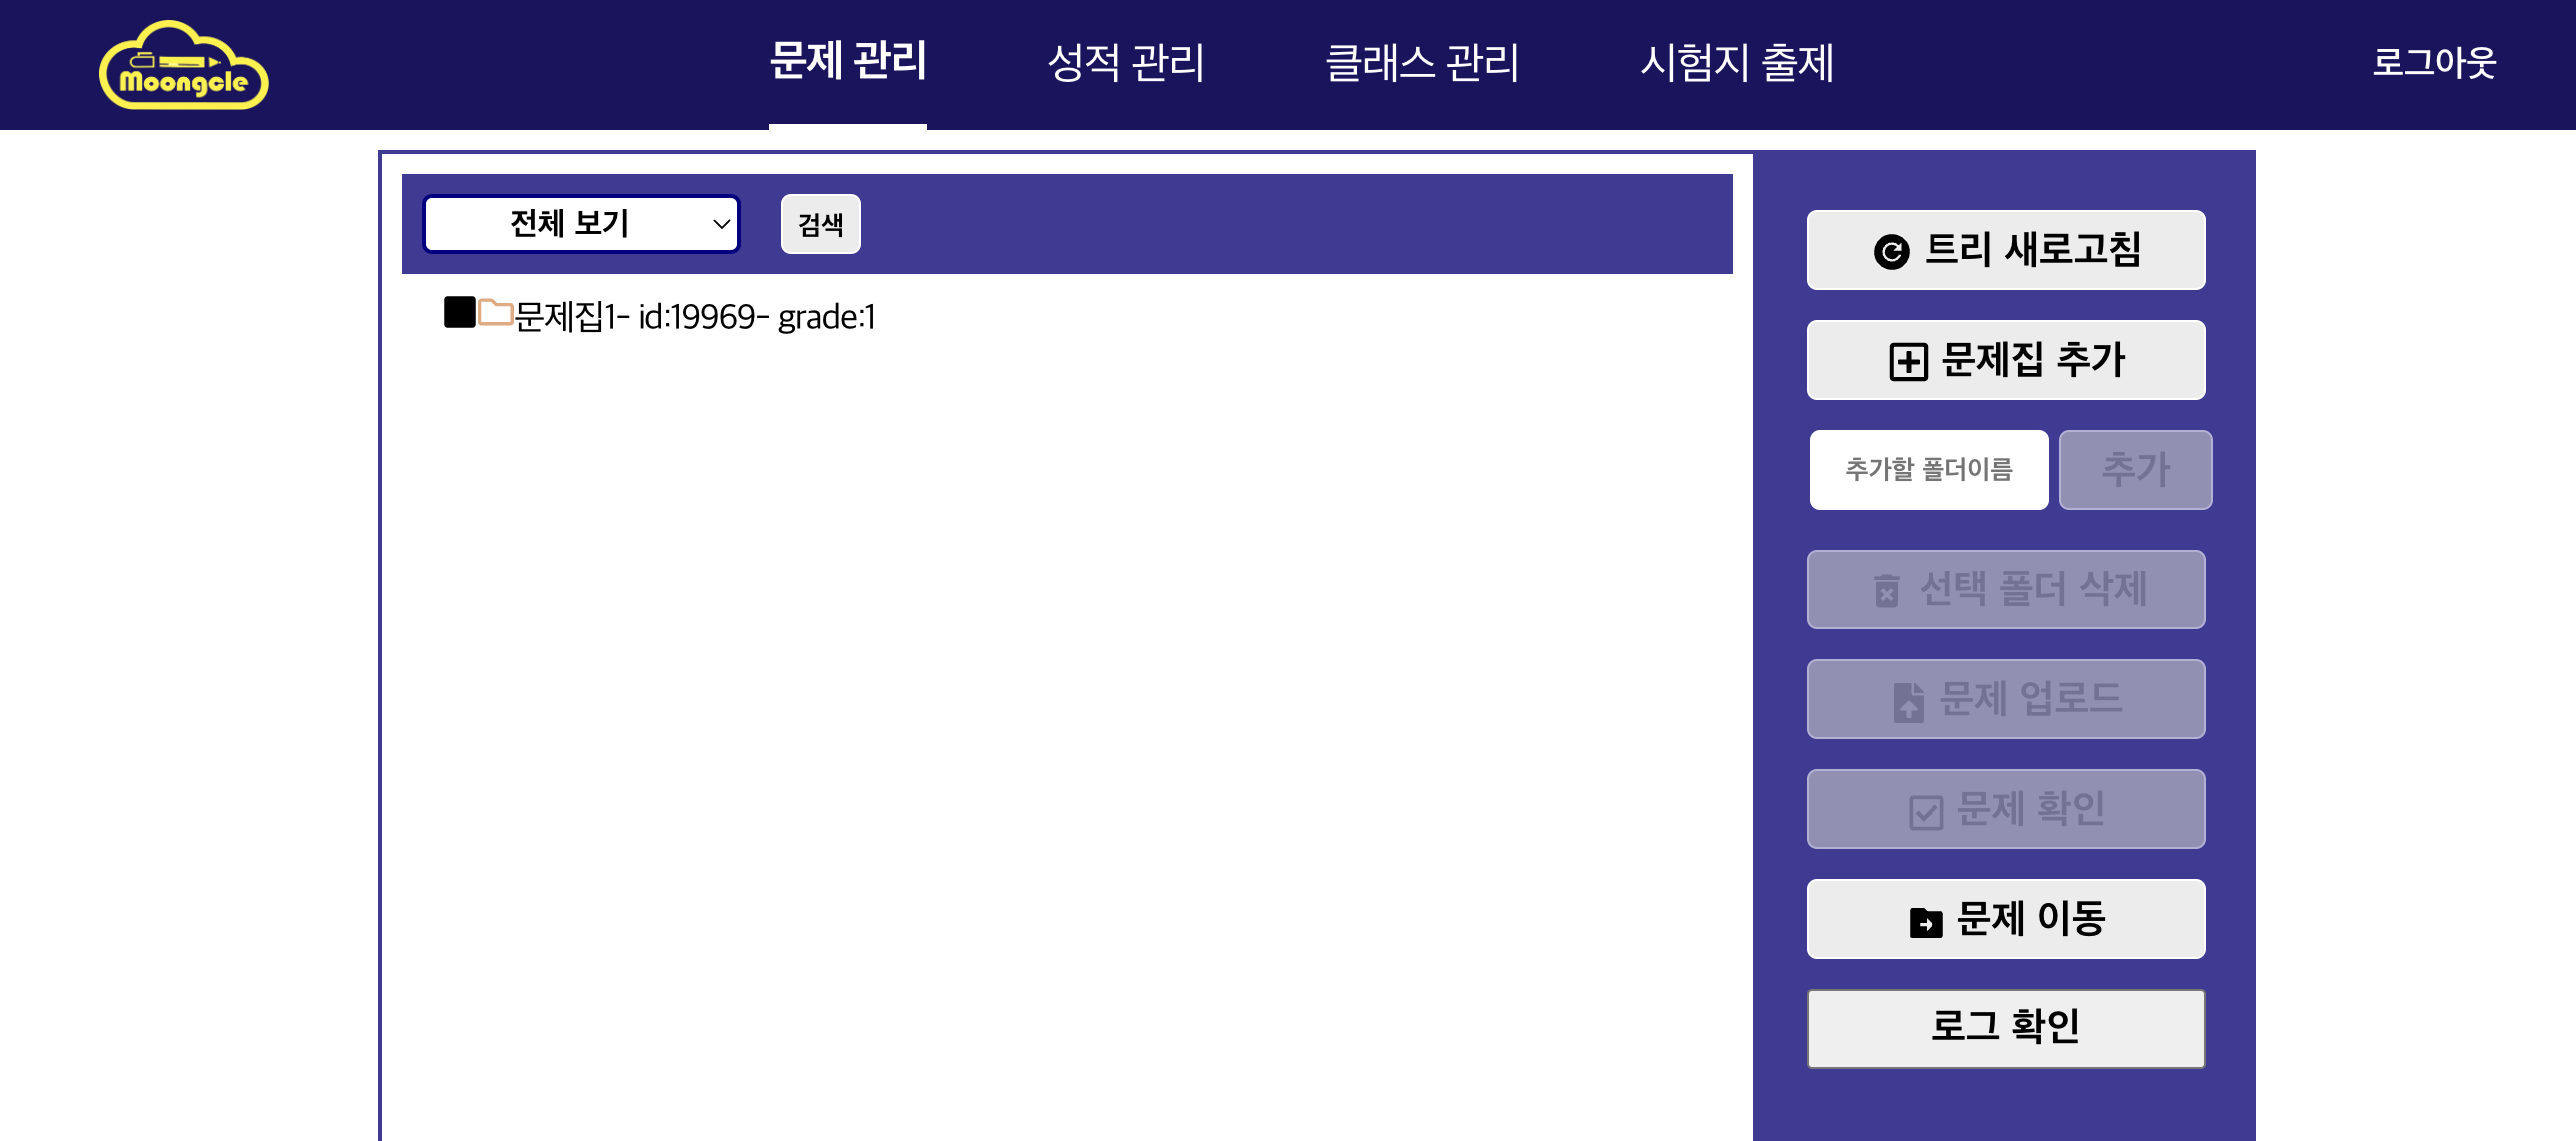 Moongcle
문제 관리
성적 관리
클래스 관리
시험지 출제
로그아웃
전체 보기
검색
문제집1- id:19969- grade:1
트리 새로고침
문제집 추가
추가할 폴더이름
추가
선택 폴더 삭제
문제 업로드
문제 확인
문제 이동
로그 확인